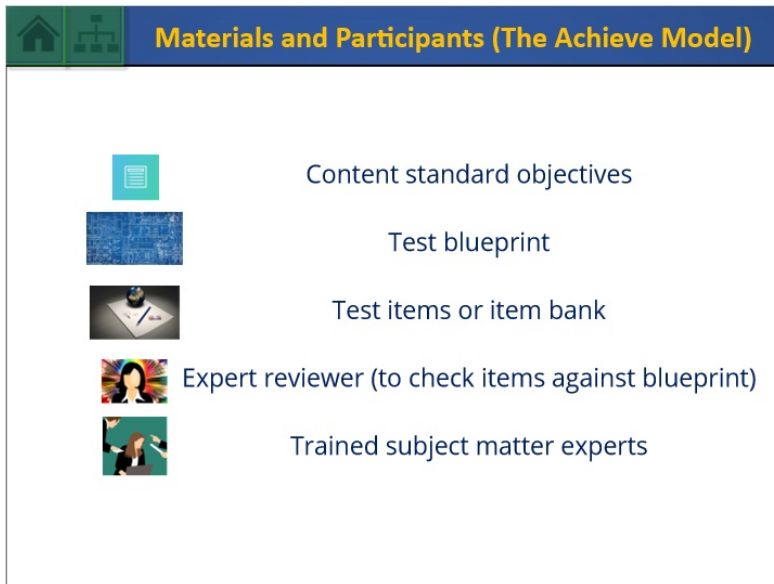 Materials and Participants (The Achieve Model)
Content standard objectives
Test blueprint
Test items or item bank
Expert reviewer (to check items against blueprint)
Trained subject matter experts